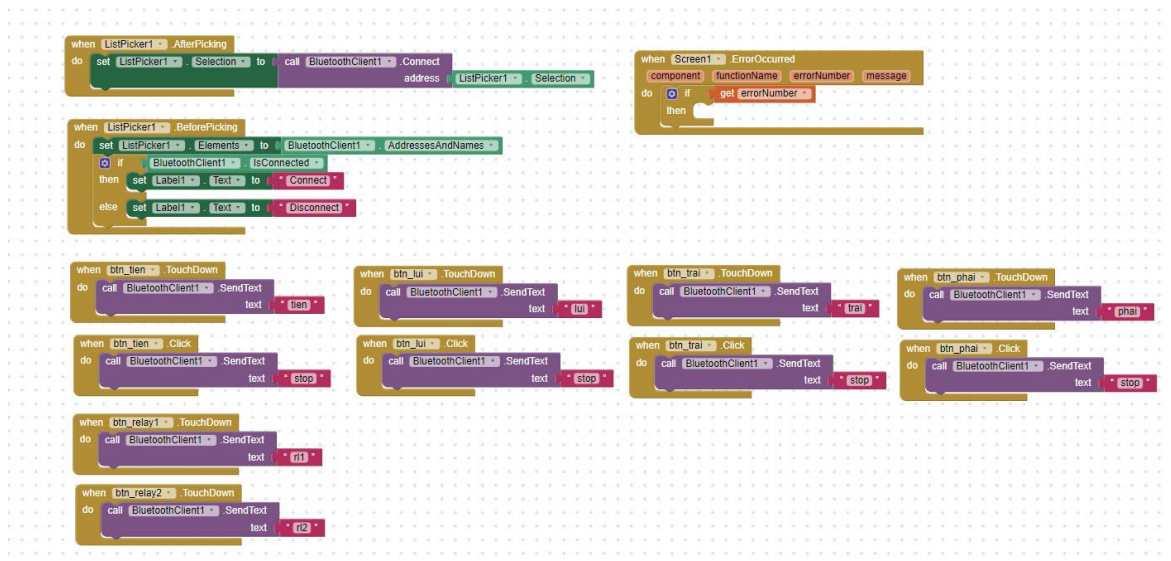 when ListPicker1 .AfterPicking
do set ListPicker1 . Selection to call BluetoothClient1 .Connect
address ListPicker1 . Selection
when Screen1 .ErrorOccurred
component functionName errorNumber message
do if get errorNumber
then
when ListPicker1 .BeforePicking
do set ListPicker1 . Elements to BluetoothClient1 . AddressesAndNames
if BluetoothClient1 . IsConnected
then set Label1 . Text to " Connect "
else set Label1 . Text to " Disconnect "
when btn_tien .TouchDown
do call BluetoothClient1 .SendText
text " tien "
when btn_lui .TouchDown
do call BluetoothClient1 .SendText
text " lui "
when btn_trai .TouchDown
do call BluetoothClient1 .SendText
text " trai "
when btn_phai .TouchDown
do call BluetoothClient1 .SendText
text " phai "
when btn_tien .Click
do call BluetoothClient1 .SendText
text " stop "
when btn_lui .Click
do call BluetoothClient1 .SendText
text " stop "
when btn_trai .Click
do call BluetoothClient1 .SendText
text " stop "
when btn_phai .Click
do call BluetoothClient1 .SendText
text " stop "
when btn_relay1 .TouchDown
do call BluetoothClient1 .SendText
text " rl1 "
when btn_relay2 .TouchDown
do call BluetoothClient1 .SendText
text " rl2 "